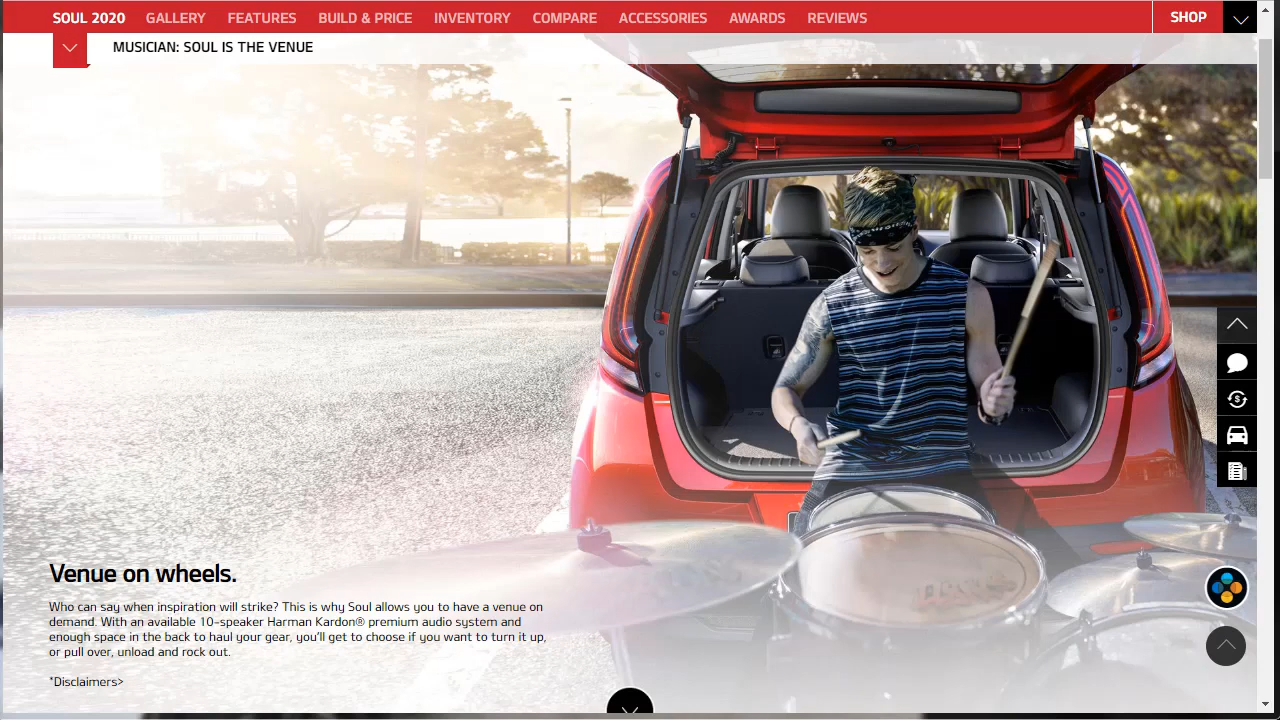 SOUL 2020 GALLERY FEATURES BUILD & PRICE INVENTORY COMPARE ACCESSORIES AWARDS REVIEWS SHOP
MUSICIAN: SOUL IS THE VENUE
Venue on wheels.
Who can say when inspiration will strike? This is why Soul allows you to have a venue on
demand. With an available 10-speaker Harman Kardon® premium audio system and
enough space in the back to haul your gear, you'll get to choose if you want to turn it up,
or pull over, unload and rock out.
*Disclaimers>